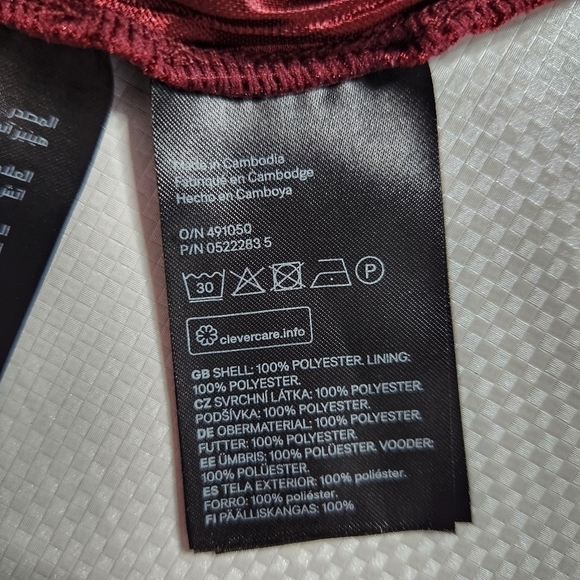 المصدر
الملا
Made in Cambodia
Fabriqué en Cambodge
Hecho en Camboya
O/N 491050
P/N 0522283 5
30
P
clevercare.info
GB SHELL: 100% POLYESTER. LINING:
100% POLYESTER.
CZ SVRCHNÍ LÁTKA: 100% POLYESTER.
PODŠÍVKA: 100% POLYESTER.
DE OBERMATERIAL: 100% POLYESTER.
FUTTER: 100% POLYESTER.
EE ÜMBRIS: 100% POLÜESTER. VOODER:
100% POLÜESTER.
ES TELA EXTERIOR: 100% poliéster.
FORRO: 100% poliéster.
FI PÄÄLLISKANGAS: 100%